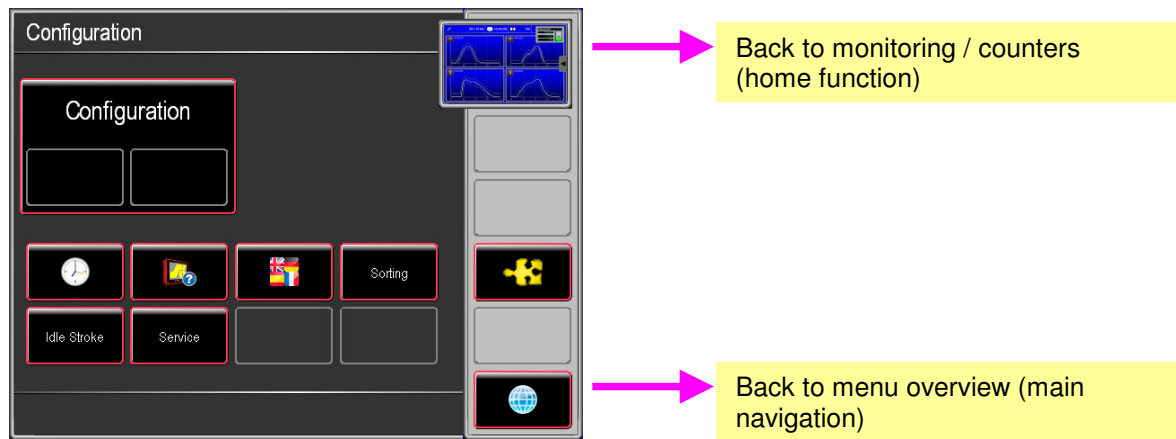 Configuration
Back to monitoring / counters
(home function)
Configuration
Sorting
Idle Stroke
Service
Back to menu overview (main
navigation)